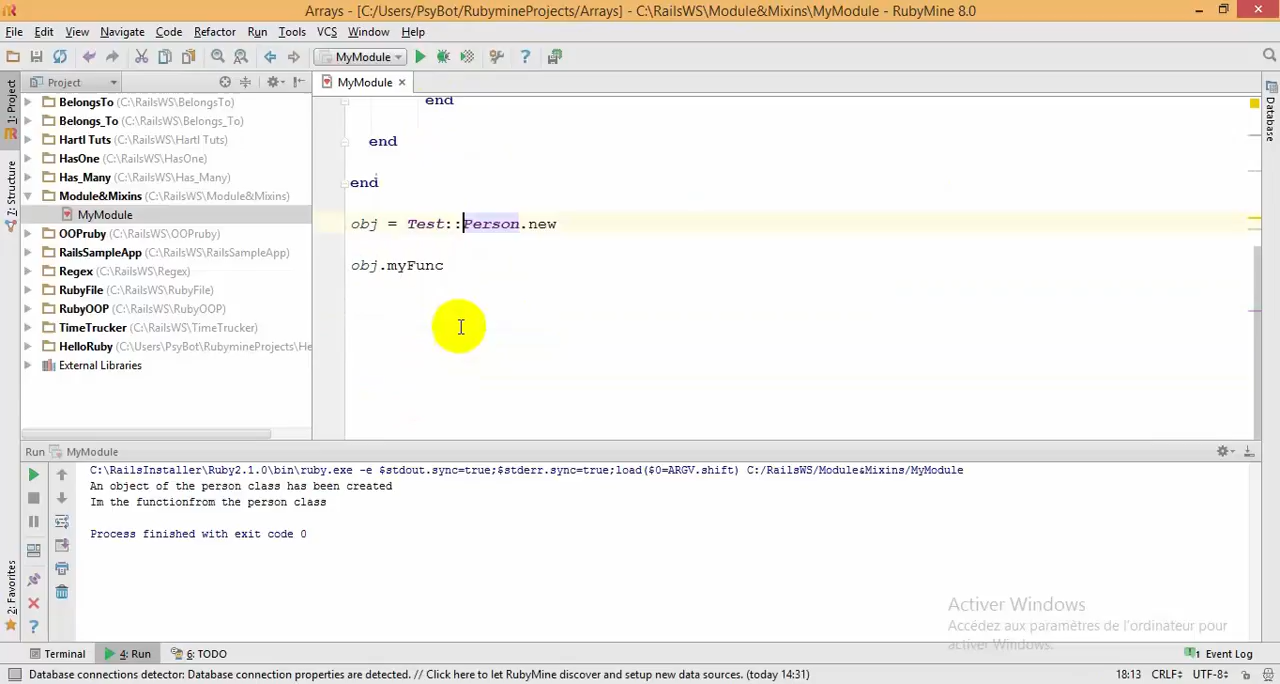 Arrays - [C:/Users/PsyBot/RubymineProjects/Arrays] - C:\RailsWS\Module&Mixins\MyModule - RubyMine 8.0
File Edit View Navigate Code Refactor Run Tools VCS Window Help
MyModule
Project
MyModule
1: Project
7: Structure
2: Favorites
Database
BelongsTo (C:\RailsWS\BelongsTo)
Belongs_To (C:\RailsWS\Belongs_To)
Hartl Tuts (C:\RailsWS\Hartl Tuts)
HasOne (C:\RailsWS\HasOne)
Has_Many (C:\RailsWS\Has_Many)
Module&Mixins (C:\RailsWS\Module&Mixins)
MyModule
OOPruby (C:\RailsWS\OOPruby)
RailsSampleApp (C:\RailsWS\RailsSampleApp)
Regex (C:\RailsWS\Regex)
RubyFile (C:\RailsWS\RubyFile)
RubyOOP (C:\RailsWS\RubyOOP)
TimeTrucker (C:\RailsWS\TimeTrucker)
HelloRuby (C:\Users\PsyBot\RubymineProjects\He
External Libraries
end
end
end
obj = Test::Person.new
obj.myFunc
Run MyModule
C:\RailsInstaller\Ruby2.1.0\bin\ruby.exe -e $stdout.sync=true;$stderr.sync=true;load($0=ARGV.shift) C:/RailsWS/Module&Mixins/MyModule
An object of the person class has been created
Im the functionfrom the person class
Process finished with exit code 0
Activer Windows
Accédez aux paramètres de l'ordinateur pour
activer Windows.
Terminal 4: Run 6: TODO 1 Event Log
Database connections detector: Database connection properties are detected. // Click here to let RubyMine discover and setup new data sources. (today 14:31) 18:13 CRLF UTF-8